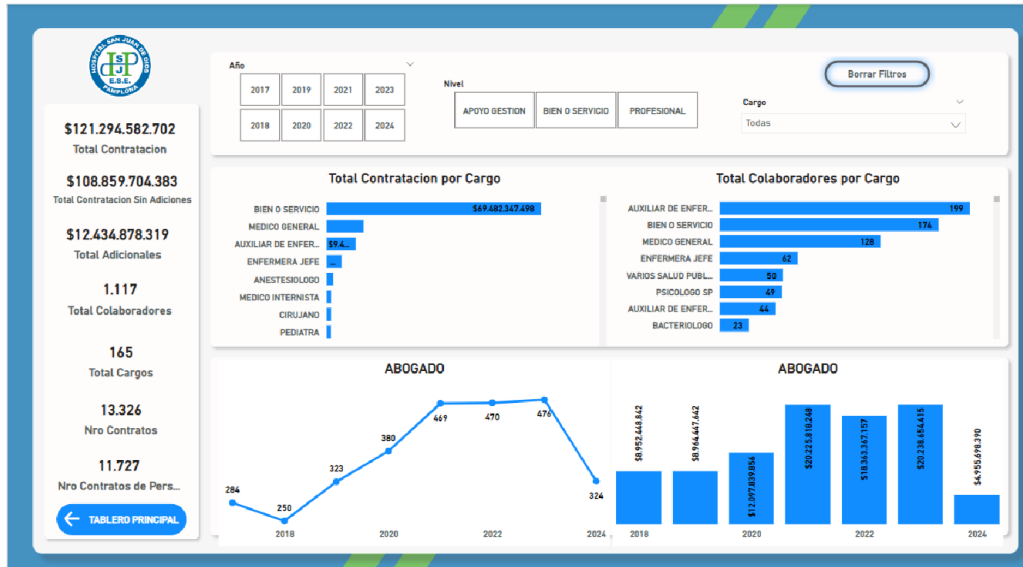 HOSPITAL SAN JUAN DE DIOS
S
HJP
E.S.E.
PAMPLONA
$121.294.582.702
Total Contratacion
$108.859.704.383
Total Contratacion Sin Adiciones
$12.434.878.319
Total Adicionales
1.117
Total Colaboradores
165
Total Cargos
13.326
Nro Contratos
11.727
Nro Contratos de Pers...
TABLERO PRINCIPAL
Año
2017 2019 2021 2023
2018 2020 2022 2024
Nivel
APOYO GESTION BIEN O SERVICIO PROFESIONAL
Borrar Filtros
Cargo
Todas
Total Contratacion por Cargo
BIEN O SERVICIO $69.482.347.498
MEDICO GENERAL
AUXILIAR DE ENFER... $9.4...
ENFERMERA JEFE ...
ANESTESIOLOGO
MEDICO INTERNISTA
CIRUJANO
PEDIATRA
Total Colaboradores por Cargo
AUXILIAR DE ENFER... 199
BIEN O SERVICIO 174
MEDICO GENERAL 128
ENFERMERA JEFE 62
VARIOS SALUD PUBL... 50
PSICOLOGO SP 49
AUXILIAR DE ENFER... 44
BACTERIOLOGO 23
ABOGADO
284
250
323
380
469
470
476
324
2018 2020 2022 2024
ABOGADO
$8.952.448.842
$8.964.447.642
$12.097.839.856
$20.225.818.248
$18.363.367.157
$20.238.454.415
$4.955.698.390
2018 2020 2022 2024